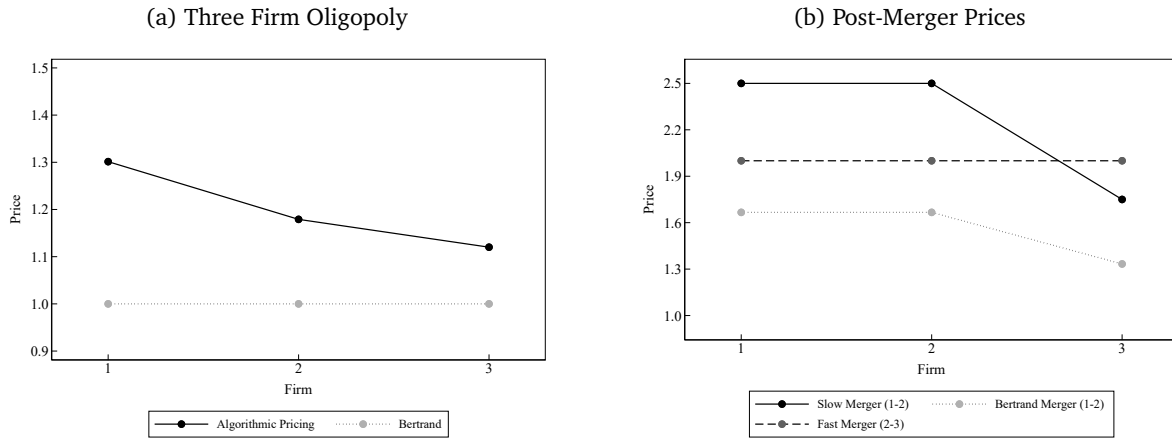 (a) Three Firm Oligopoly
1.5
1.4
1.3
1.2
1.1
1.0
0.9
Price
1
2
3
Firm
Algorithmic Pricing
Bertrand
(b) Post-Merger Prices
2.5
2.2
1.9
1.6
1.3
1.0
Price
1
2
3
Firm
Slow Merger (1-2)
Bertrand Merger (1-2)
Fast Merger (2-3)